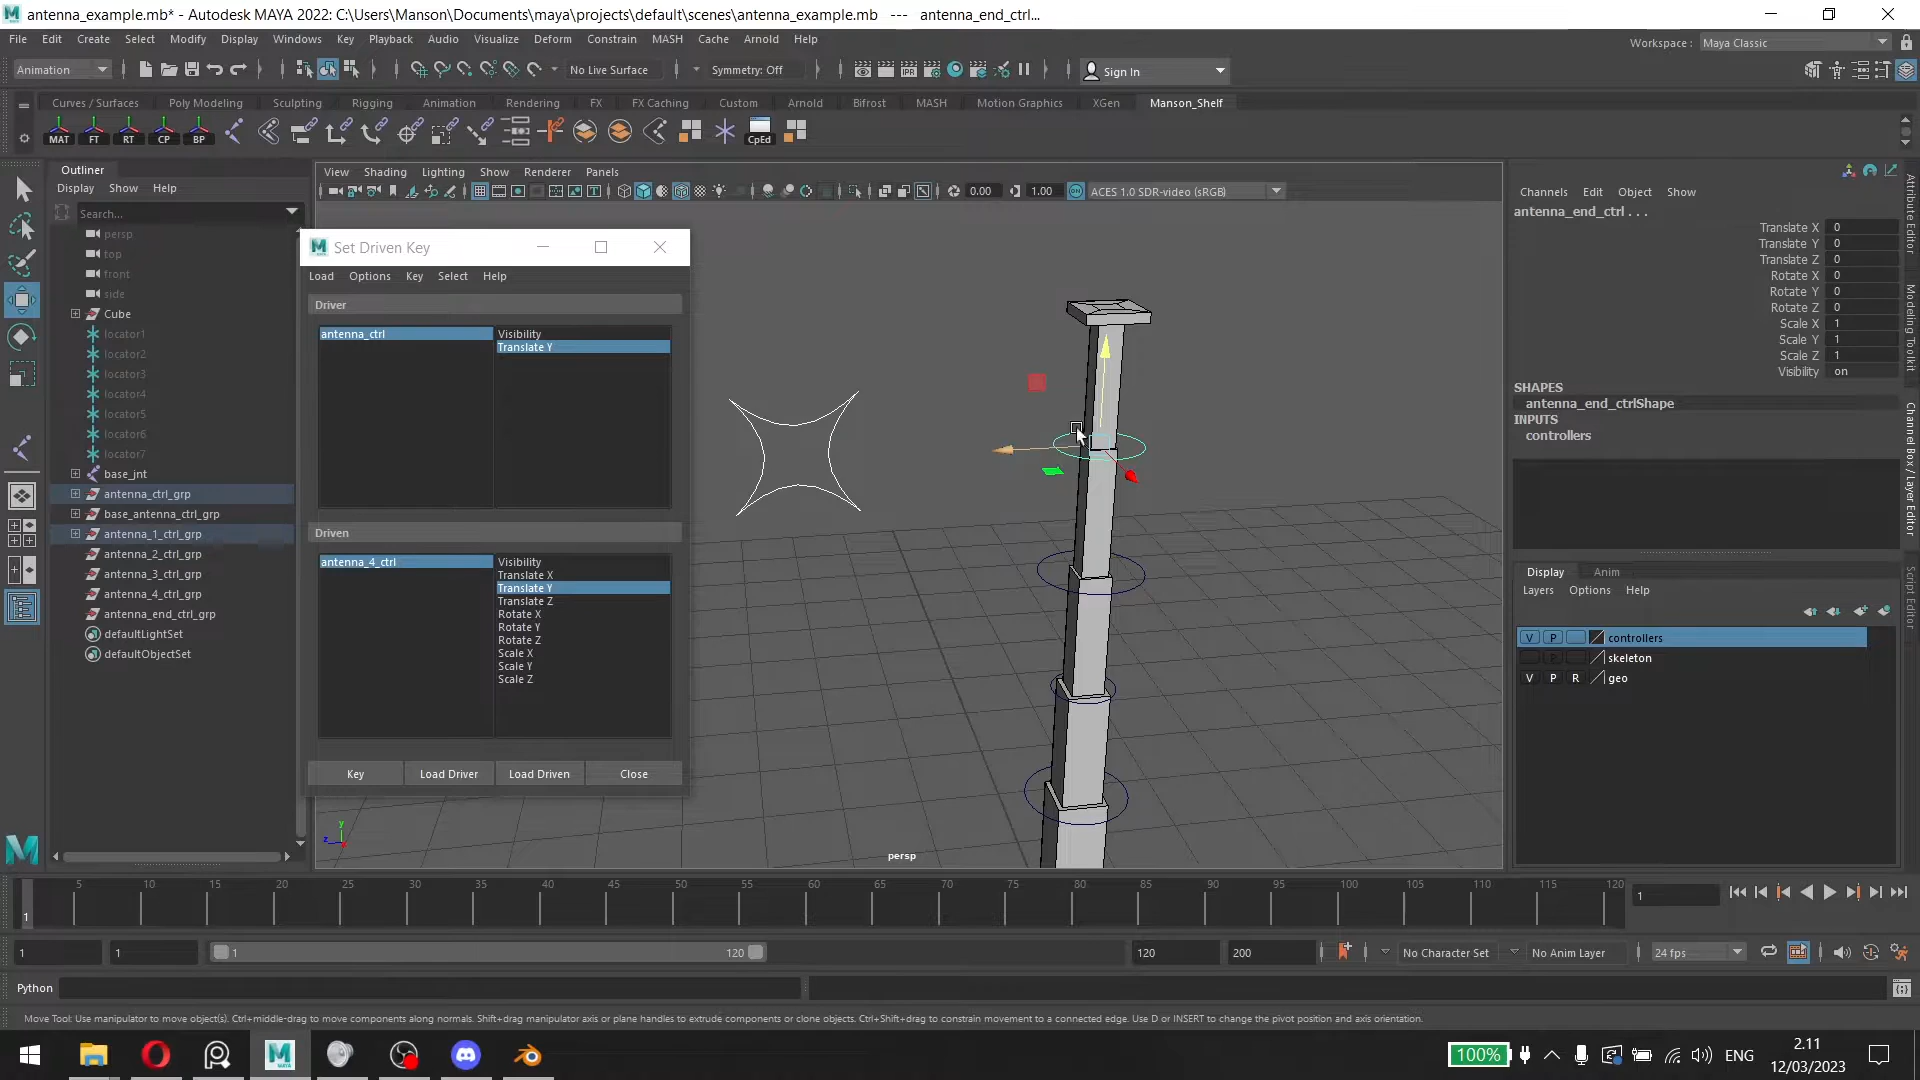 antenna_example.mb* - Autodesk MAYA 2022: C:\Users\Manson\Documents\maya\projects\default\scenes\antenna_example.mb --- antenna_end_ctrl...
File Edit Create Select Modify Display Windows Key Playback Audio Visualize Deform Constrain MASH Cache Arnold Help
Workspace : Maya Classic
Animation No Live Surface Symmetry: Off Sign In
IPR
Curves / Surfaces Poly Modeling Sculpting Rigging Animation Rendering FX FX Caching Custom Arnold Bifrost MASH Motion Graphics XGen Manson_Shelf
MAT FT RT CP BP CpEd
Outliner
Display Show Help
Search...
persp
top
front
side
Cube
locator1
locator2
locator3
locator4
locator5
locator6
locator7
base_jnt
antenna_ctrl_grp
base_antenna_ctrl_grp
antenna_1_ctrl_grp
antenna_2_ctrl_grp
antenna_3_ctrl_grp
antenna_4_ctrl_grp
antenna_end_ctrl_grp
defaultLightSet
defaultObjectSet
View Shading Lighting Show Renderer Panels
0.00 1.00 ACES 1.0 SDR-video (sRGB)
Set Driven Key
Load Options Key Select Help
Driver
antenna_ctrl
Visibility
Translate Y
Driven
antenna_4_ctrl
Visibility
Translate X
Translate Y
Translate Z
Rotate X
Rotate Y
Rotate Z
Scale X
Scale Y
Scale Z
Key Load Driver Load Driven Close
y
z
persp
Channels Edit Object Show
antenna_end_ctrl . . .
Translate X 0
Translate Y 0
Translate Z 0
Rotate X 0
Rotate Y 0
Rotate Z 0
Scale X 1
Scale Y 1
Scale Z 1
Visibility on
SHAPES
antenna_end_ctrlShape
INPUTS
controllers
Display Anim
Layers Options Help
V P controllers
P skeleton
V P R geo
Attribute Editor
Modeling Toolkit
Channel Box / Layer Editor
Script Editor
5 10 15 20 25 30 35 40 45 50 55 60 65 70 75 80 85 90 95 100 105 110 115 120
1
1
1 1 1 120 120 200 No Character Set No Anim Layer 24 fps
Python
Move Tool: Use manipulator to move object(s). Ctrl+middle-drag to move components along normals. Shift+drag manipulator axis or plane handles to extrude components or clone objects. Ctrl+Shift+drag to constrain movement to a connected edge. Use D or INSERT to change the pivot position and axis orientation.
100% ENG
2.11
12/03/2023